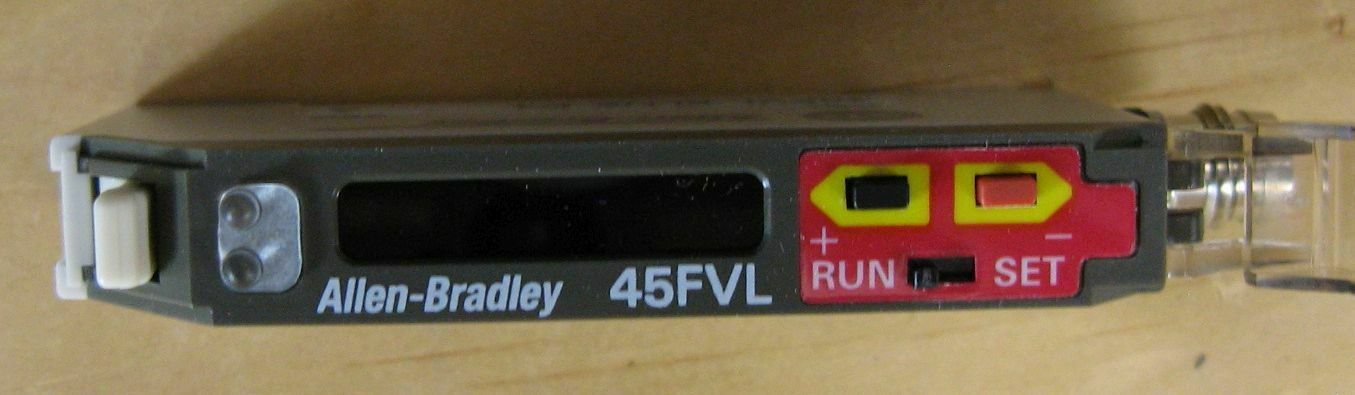 Allen-Bradley 45FVL
+ −
RUN SET